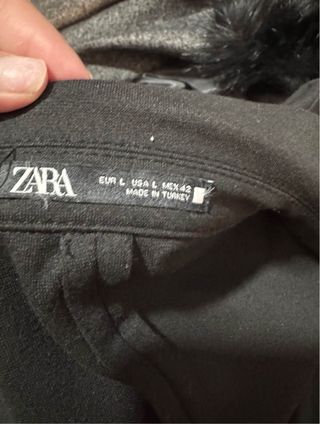 ZARA
EUR L USA L MEX 42
MADE IN TURKEY